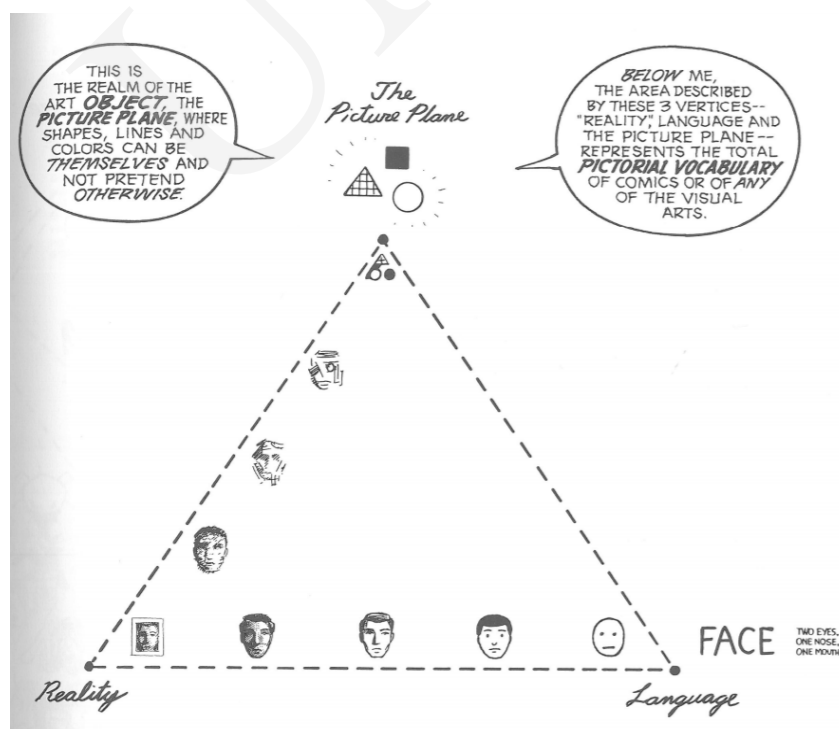 THIS IS
THE REALM OF THE
ART OBJECT, THE
PICTURE PLANE, WHERE
SHAPES, LINES AND
COLORS CAN BE
THEMSELVES AND
NOT PRETEND
OTHERWISE.
The
Picture Plane
BELOW ME,
THE AREA DESCRIBED
BY THESE 3 VERTICES--
"REALITY," LANGUAGE AND
THE PICTURE PLANE--
REPRESENTS THE TOTAL
PICTORIAL VOCABULARY
OF COMICS OR OF ANY
OF THE VISUAL
ARTS.
FACE
TWO EYES,
ONE NOSE,
ONE MOUTH
Reality
Language